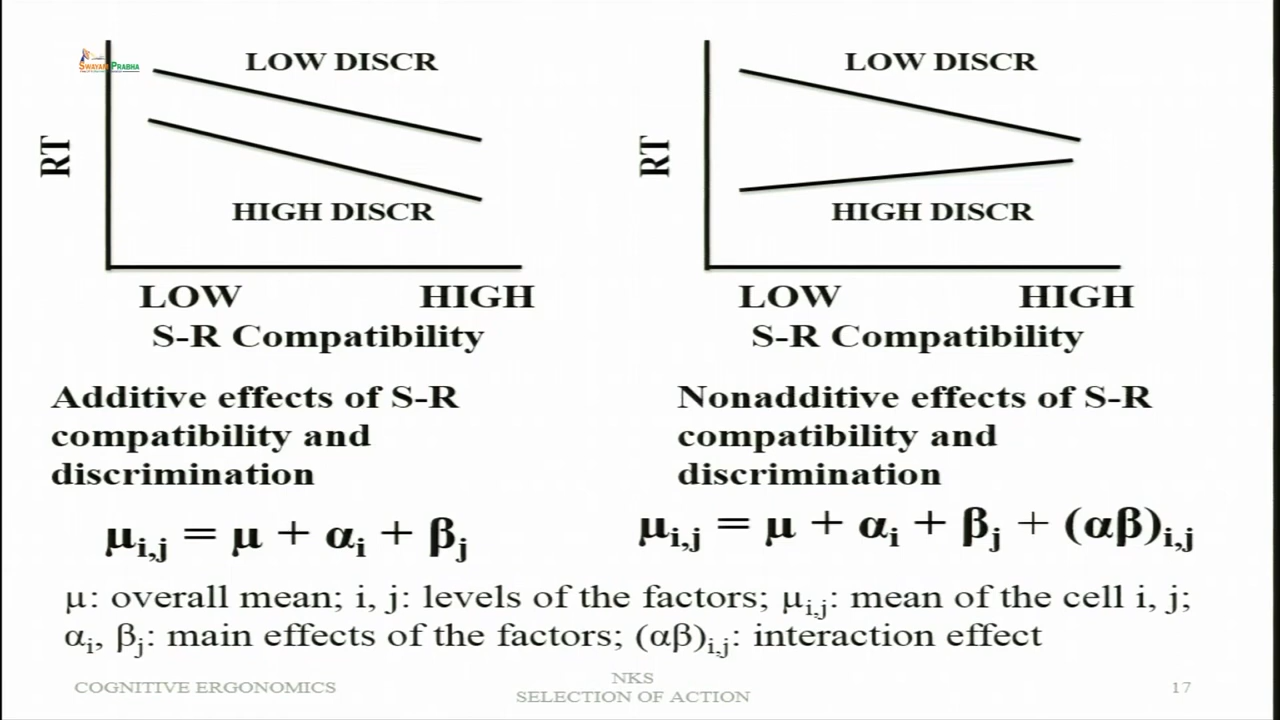 SWAYAM PRABHA
LOW DISCR
RT
HIGH DISCR
LOW HIGH
S-R Compatibility
LOW DISCR
RT
HIGH DISCR
LOW HIGH
S-R Compatibility
Additive effects of S-R
compatibility and
discrimination
μi,j = μ + αi + βj
Nonadditive effects of S-R
compatibility and
discrimination
μi,j = μ + αi + βj + (αβ)i,j
μ: overall mean; i, j: levels of the factors; μi,j: mean of the cell i, j;
αi, βj: main effects of the factors; (αβ)i,j: interaction effect
COGNITIVE ERGONOMICS
NKS
SELECTION OF ACTION
17